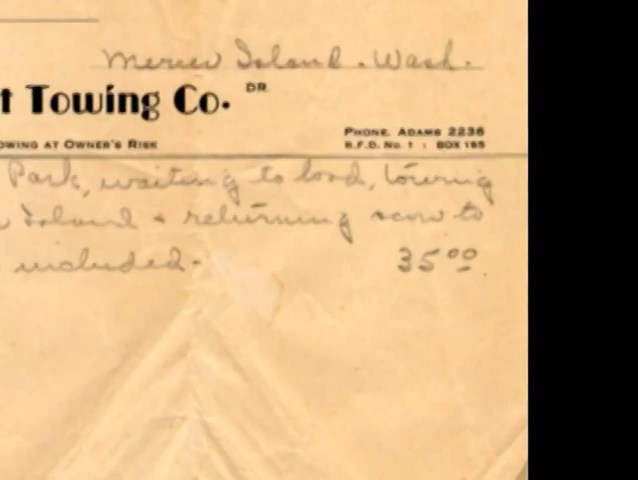 Mercer Island. Wash.
t Towing Co. DR.
OWING AT OWNER'S RISK
PHONE. ADAMS 2236
R.F.D. No. 1 : BOX 185
Park, waiting to load, towing
Island & returning scow to
included. 35 00